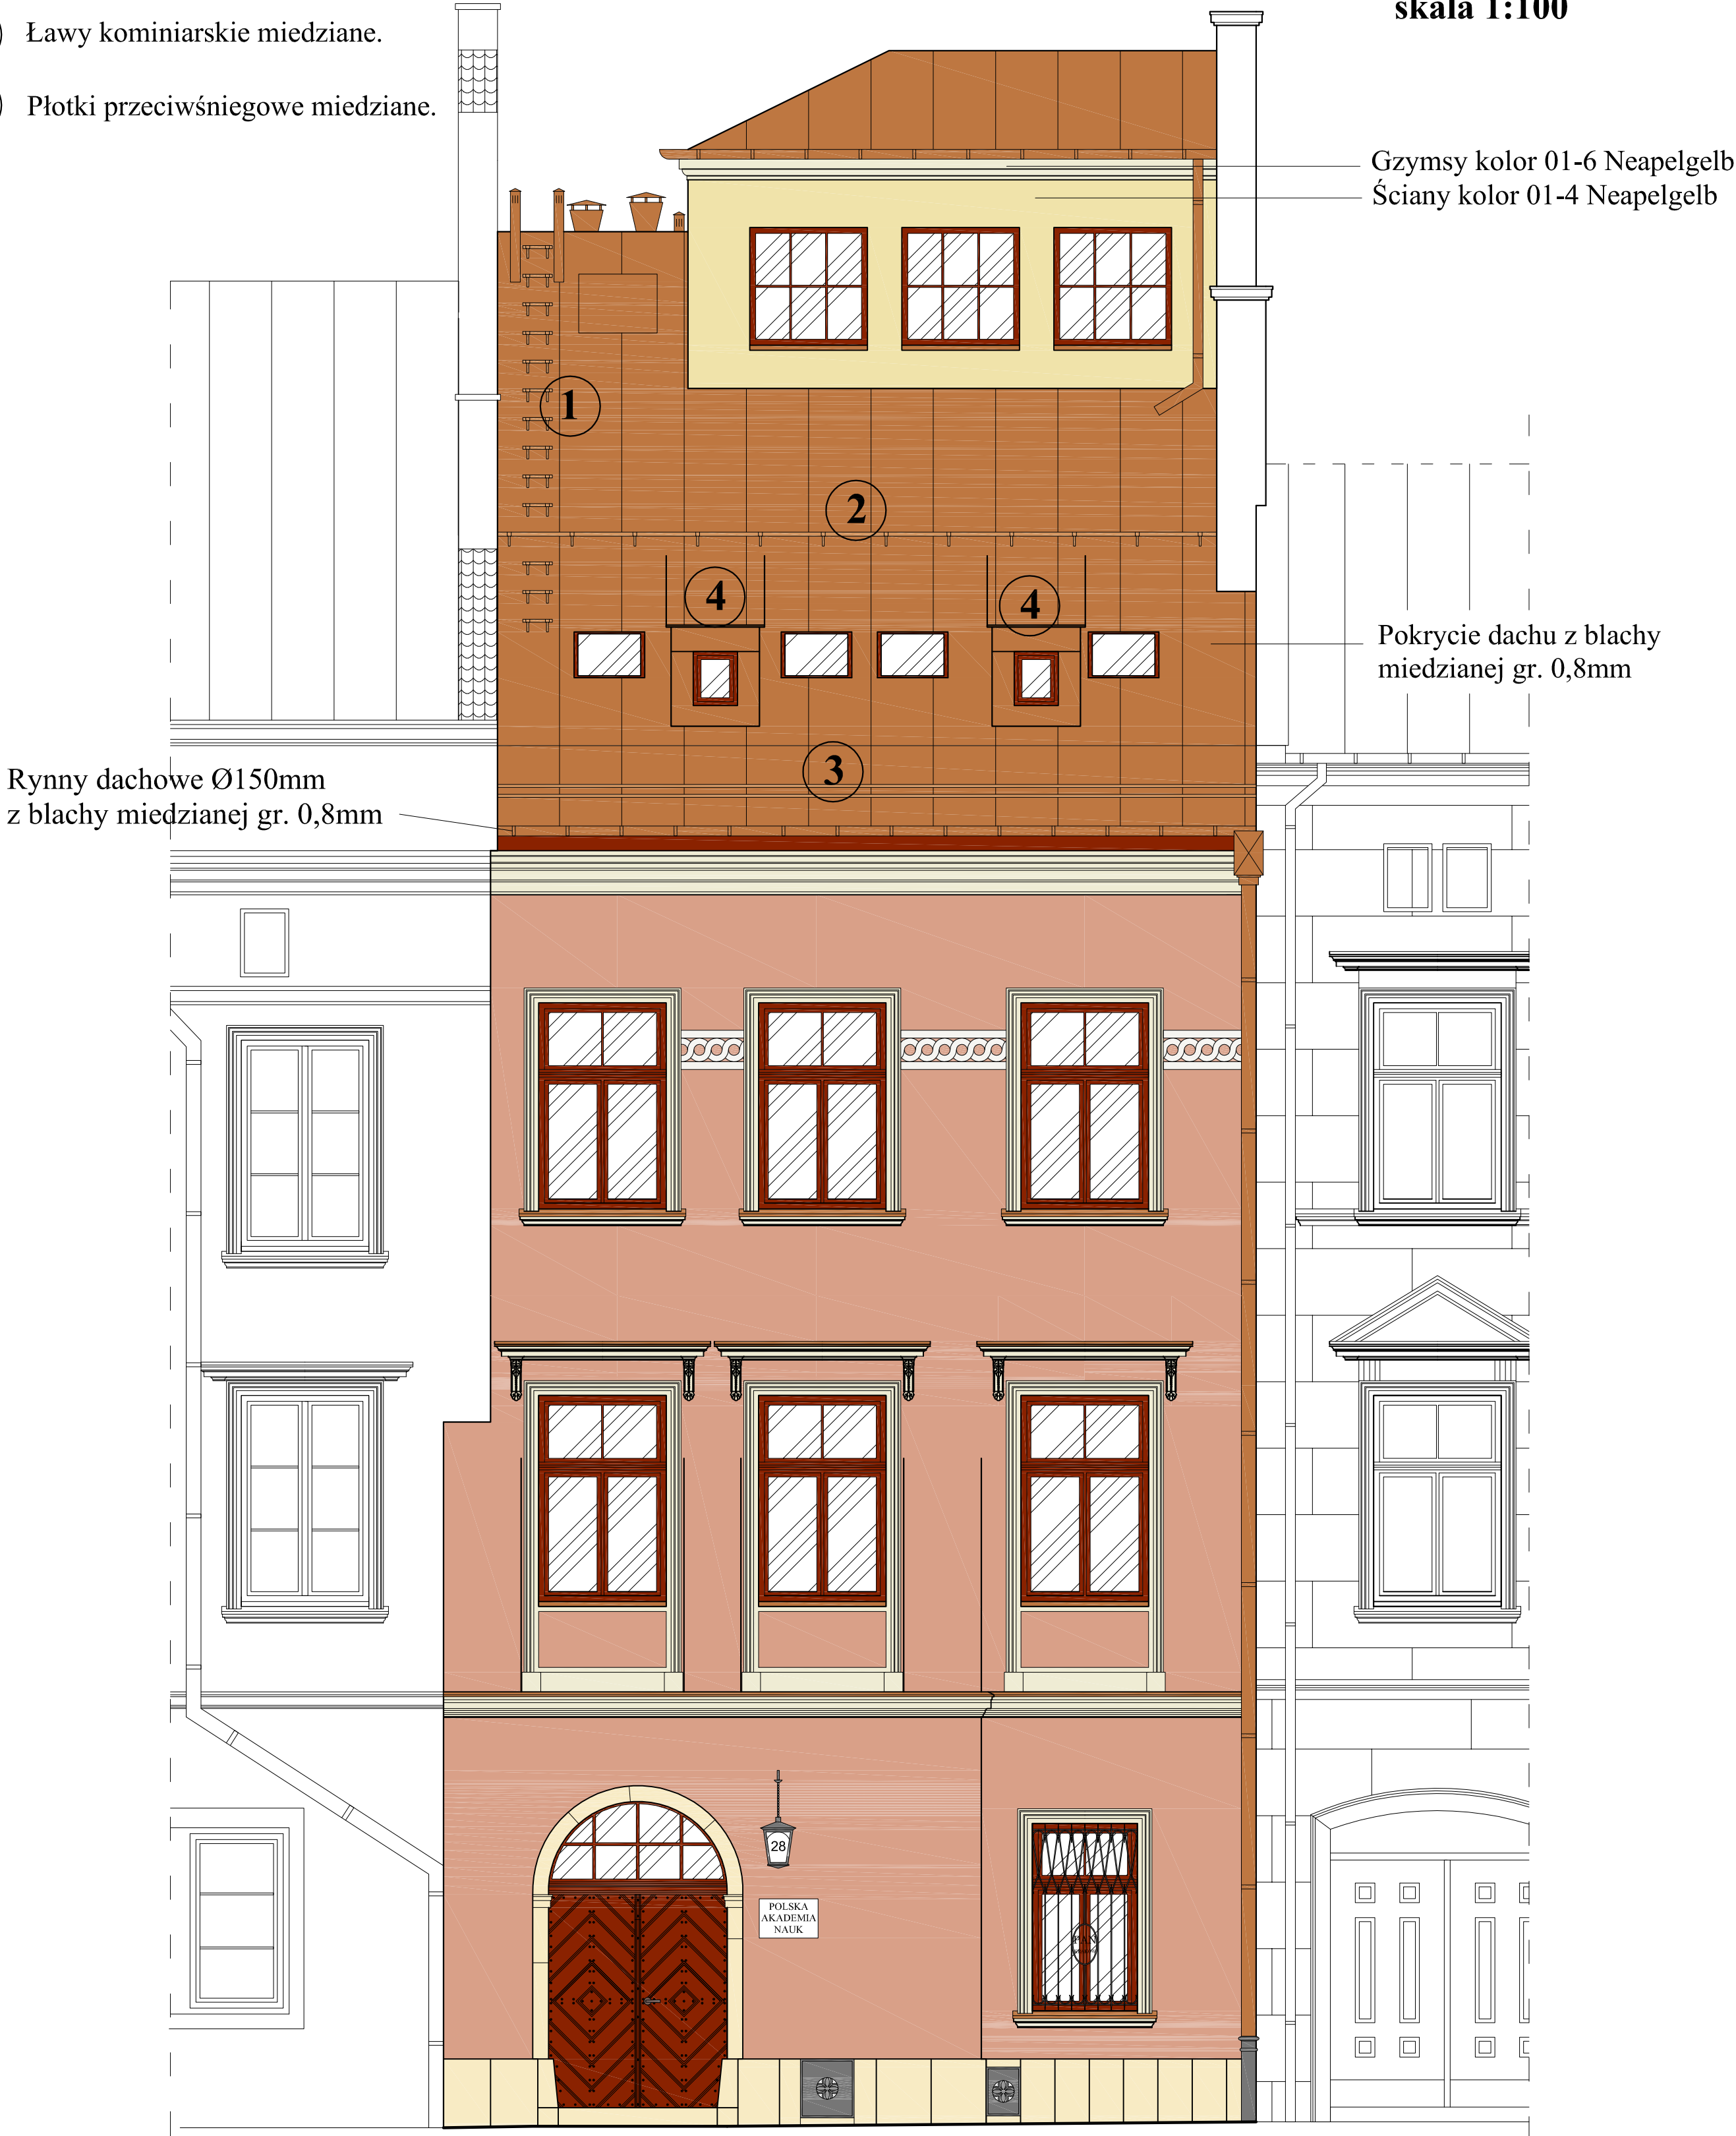 skala 1:100
Ławy kominiarskie miedziane.
Płotki przeciwśniegowe miedziane.
Gzymsy kolor 01-6 Neapelgelb
Ściany kolor 01-4 Neapelgelb
1
2
4
4
Pokrycie dachu z blachy
miedzianej gr. 0,8mm
3
Rynny dachowe Ø150mm
z blachy miedzianej gr. 0,8mm
28
POLSKA
AKADEMIA
NAUK
PAN